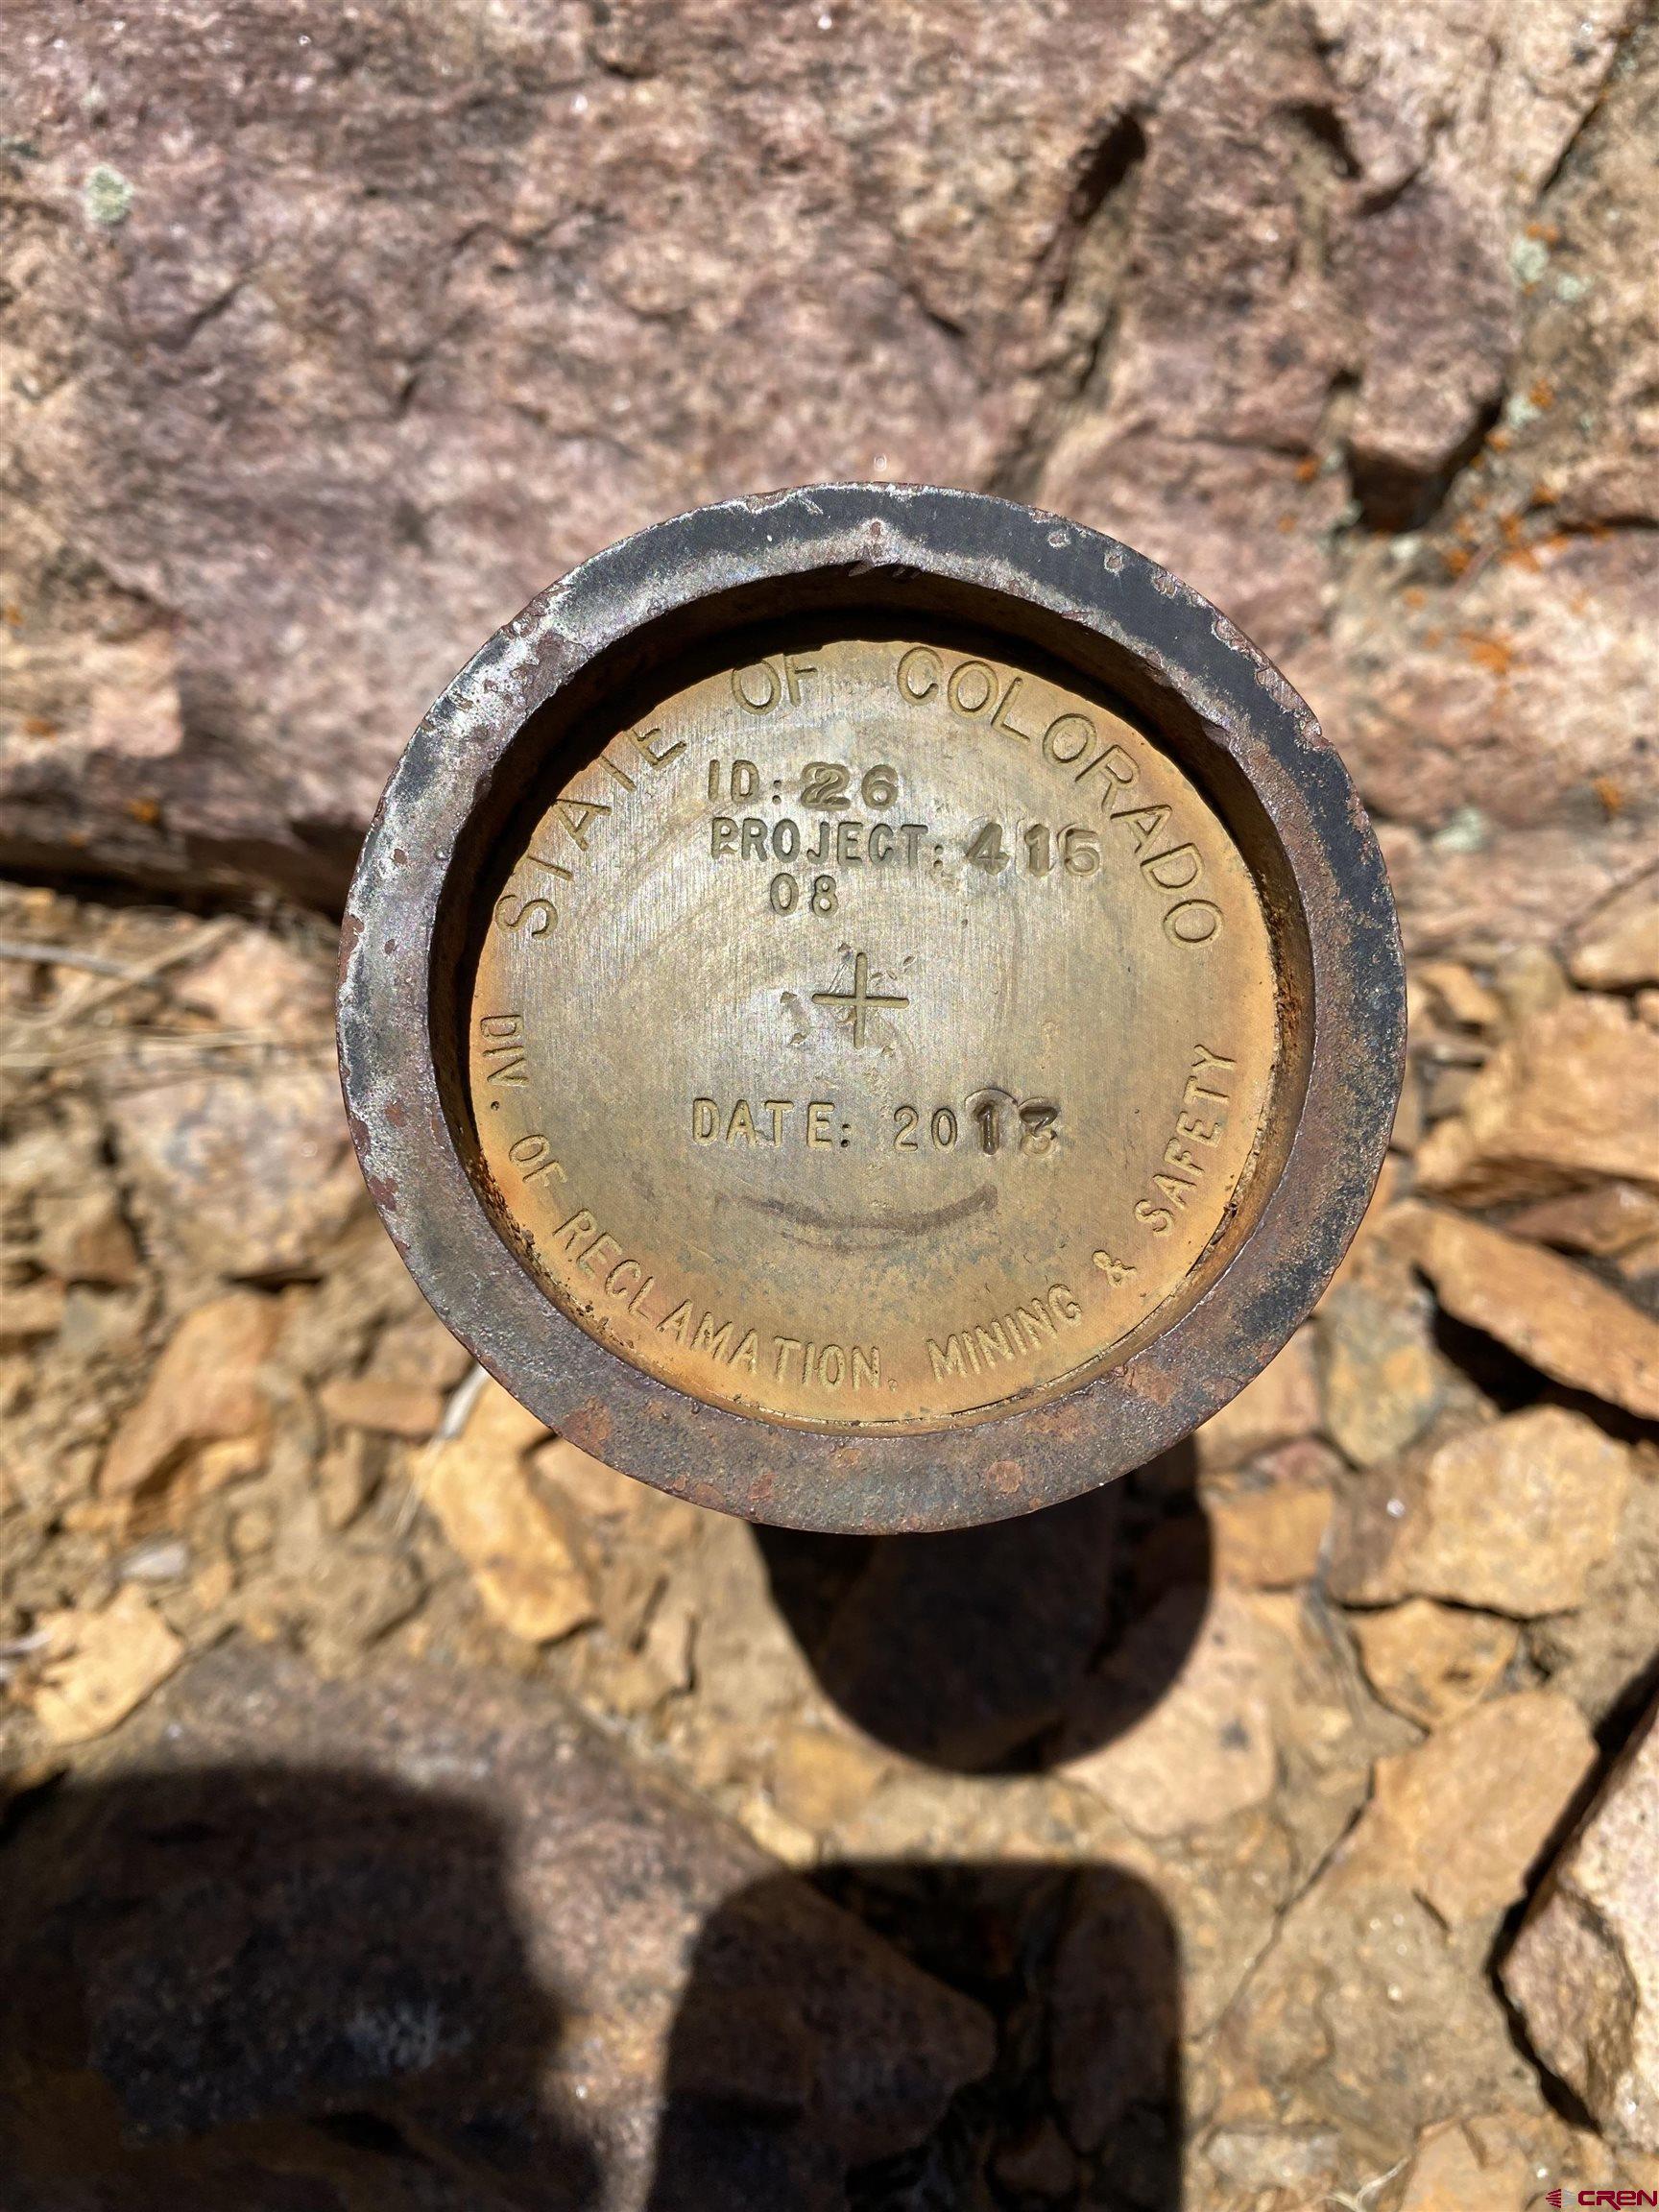 STATE OF COLORADO
ID: 26
PROJECT: 415
08
DATE: 2013
DIV. OF RECLAMATION, MINING & SAFETY
CREN